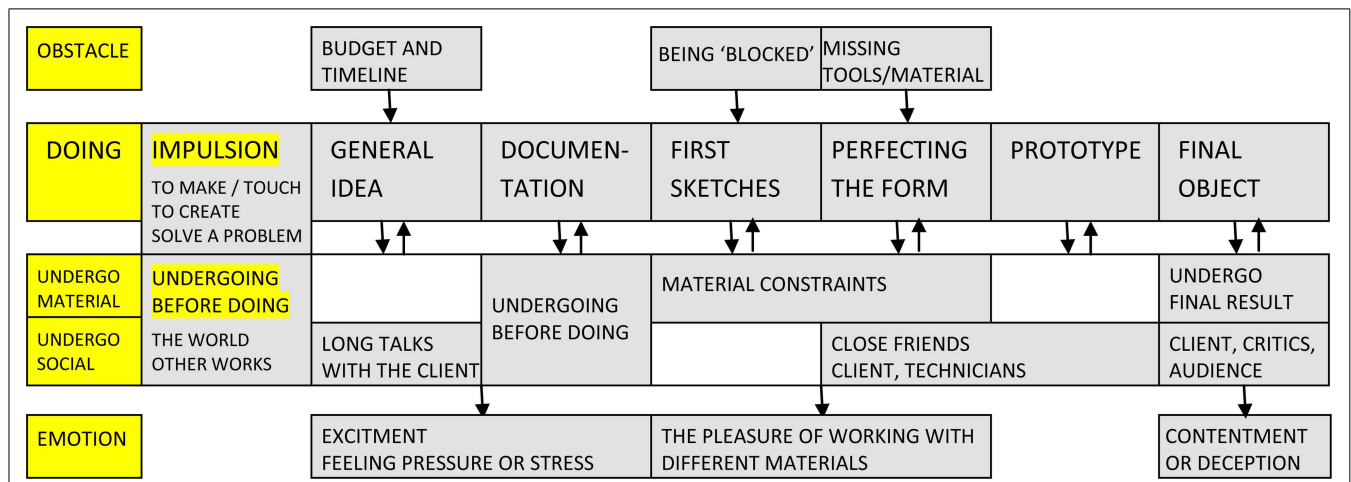 OBSTACLE
BUDGET AND
TIMELINE
BEING ‘BLOCKED’
MISSING
TOOLS/MATERIAL
DOING
IMPULSION
TO MAKE / TOUCH
TO CREATE
SOLVE A PROBLEM
GENERAL
IDEA
DOCUMEN-
TATION
FIRST
SKETCHES
PERFECTING
THE FORM
PROTOTYPE
FINAL
OBJECT
UNDERGO
MATERIAL
UNDERGOING
BEFORE DOING
UNDERGOING
BEFORE DOING
MATERIAL CONSTRAINTS
UNDERGO
FINAL RESULT
UNDERGO
SOCIAL
THE WORLD
OTHER WORKS
LONG TALKS
WITH THE CLIENT
CLOSE FRIENDS
CLIENT, TECHNICIANS
CLIENT, CRITICS,
AUDIENCE
EMOTION
EXCITMENT
FEELING PRESSURE OR STRESS
THE PLEASURE OF WORKING WITH
DIFFERENT MATERIALS
CONTENTMENT
OR DECEPTION